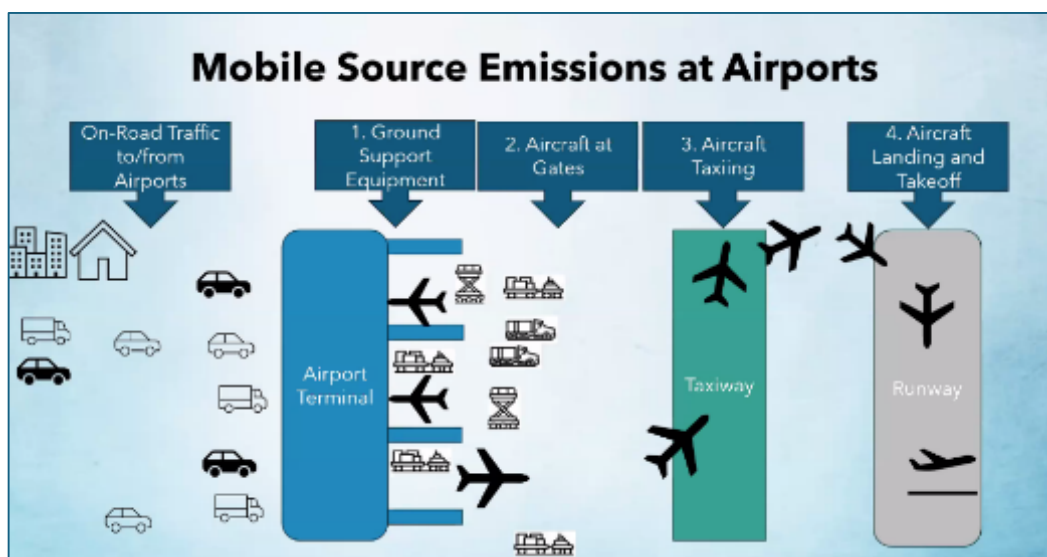 Mobile Source Emissions at Airports
On-Road Traffic
to/from
Airports
1. Ground
Support
Equipment
2. Aircraft at
Gates
3. Aircraft
Taxiing
4. Aircraft
Landing and
Takeoff
Airport
Terminal
Taxiway
Runway